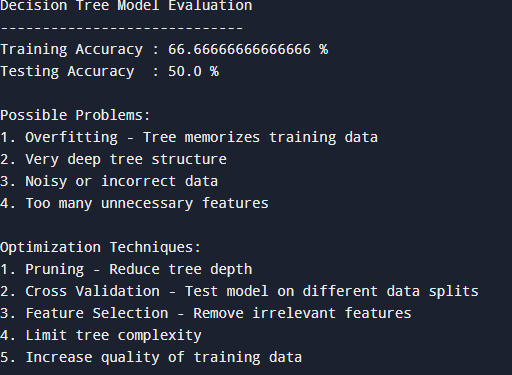 Decision Tree Model Evaluation
-----------------------------
Training Accuracy : 66.66666666666666 %
Testing Accuracy  : 50.0 %
Possible Problems:
1. Overfitting - Tree memorizes training data
2. Very deep tree structure
3. Noisy or incorrect data
4. Too many unnecessary features
Optimization Techniques:
1. Pruning - Reduce tree depth
2. Cross Validation - Test model on different data splits
3. Feature Selection - Remove irrelevant features
4. Limit tree complexity
5. Increase quality of training data